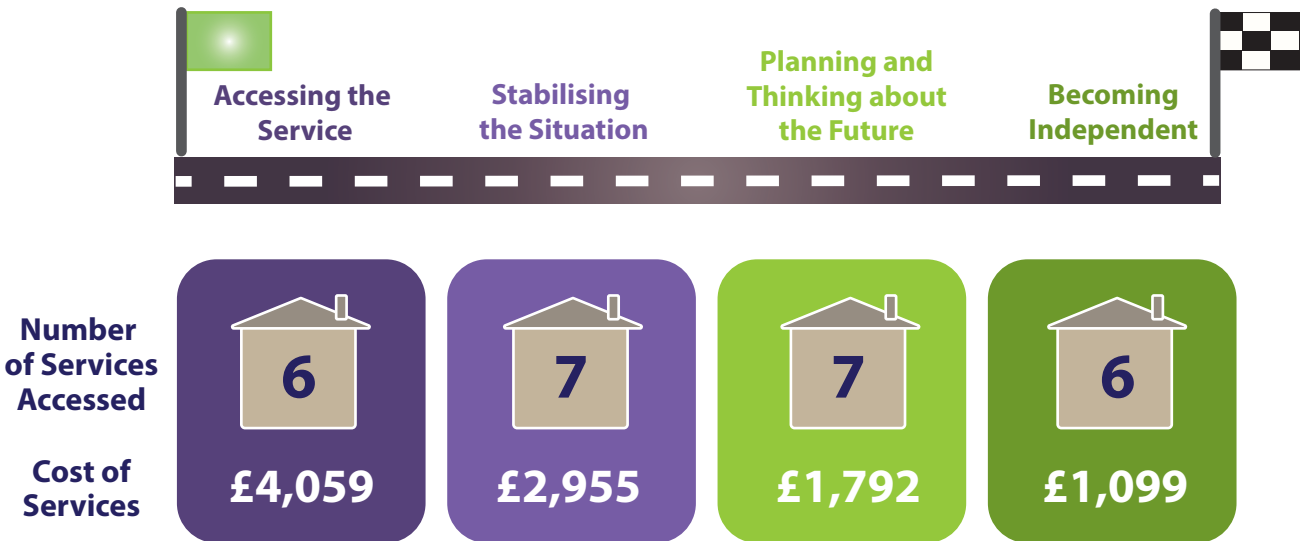 Accessing the
Service
Stabilising
the Situation
Planning and
Thinking about
the Future
Becoming
Independent
Number
of Services
Accessed
6
7
7
6
Cost of
Services
£4,059
£2,955
£1,792
£1,099